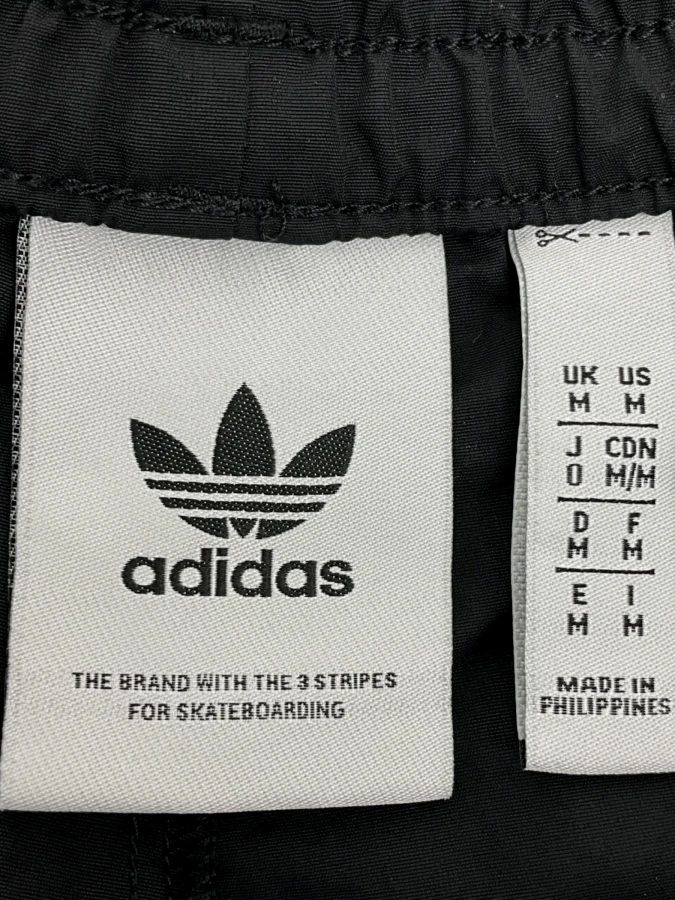 adidas
THE BRAND WITH THE 3 STRIPES
FOR SKATEBOARDING
UK US
M M
J CDN
O M/M
D F
M M
E I
M M
MADE IN
PHILIPPINES